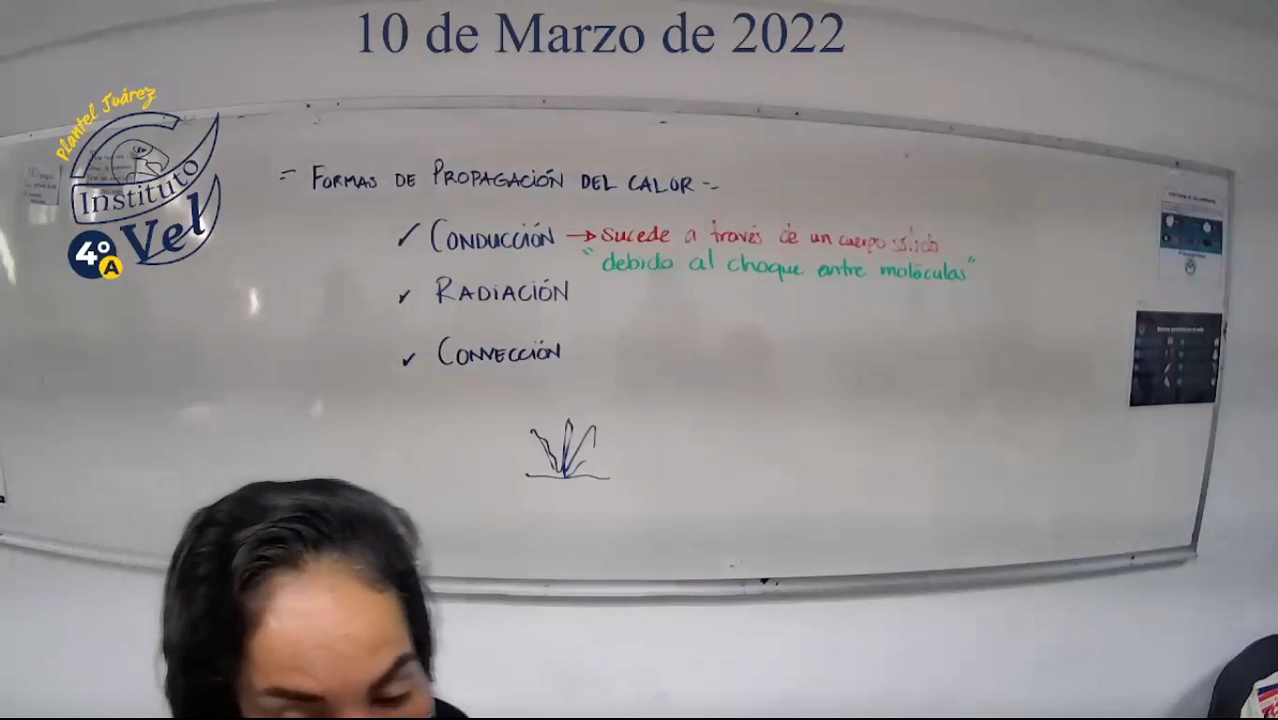 10 de Marzo de 2022
Plantel Juárez
Instituto
Vel
4º
A
= FORMAS DE PROPAGACIÓN DEL CALOR -.
✓ CONDUCCIÓN → sucede a través de un cuerpo sólido
"debido al choque entre moléculas"
✓ RADIACIÓN
✓ CONVECCIÓN